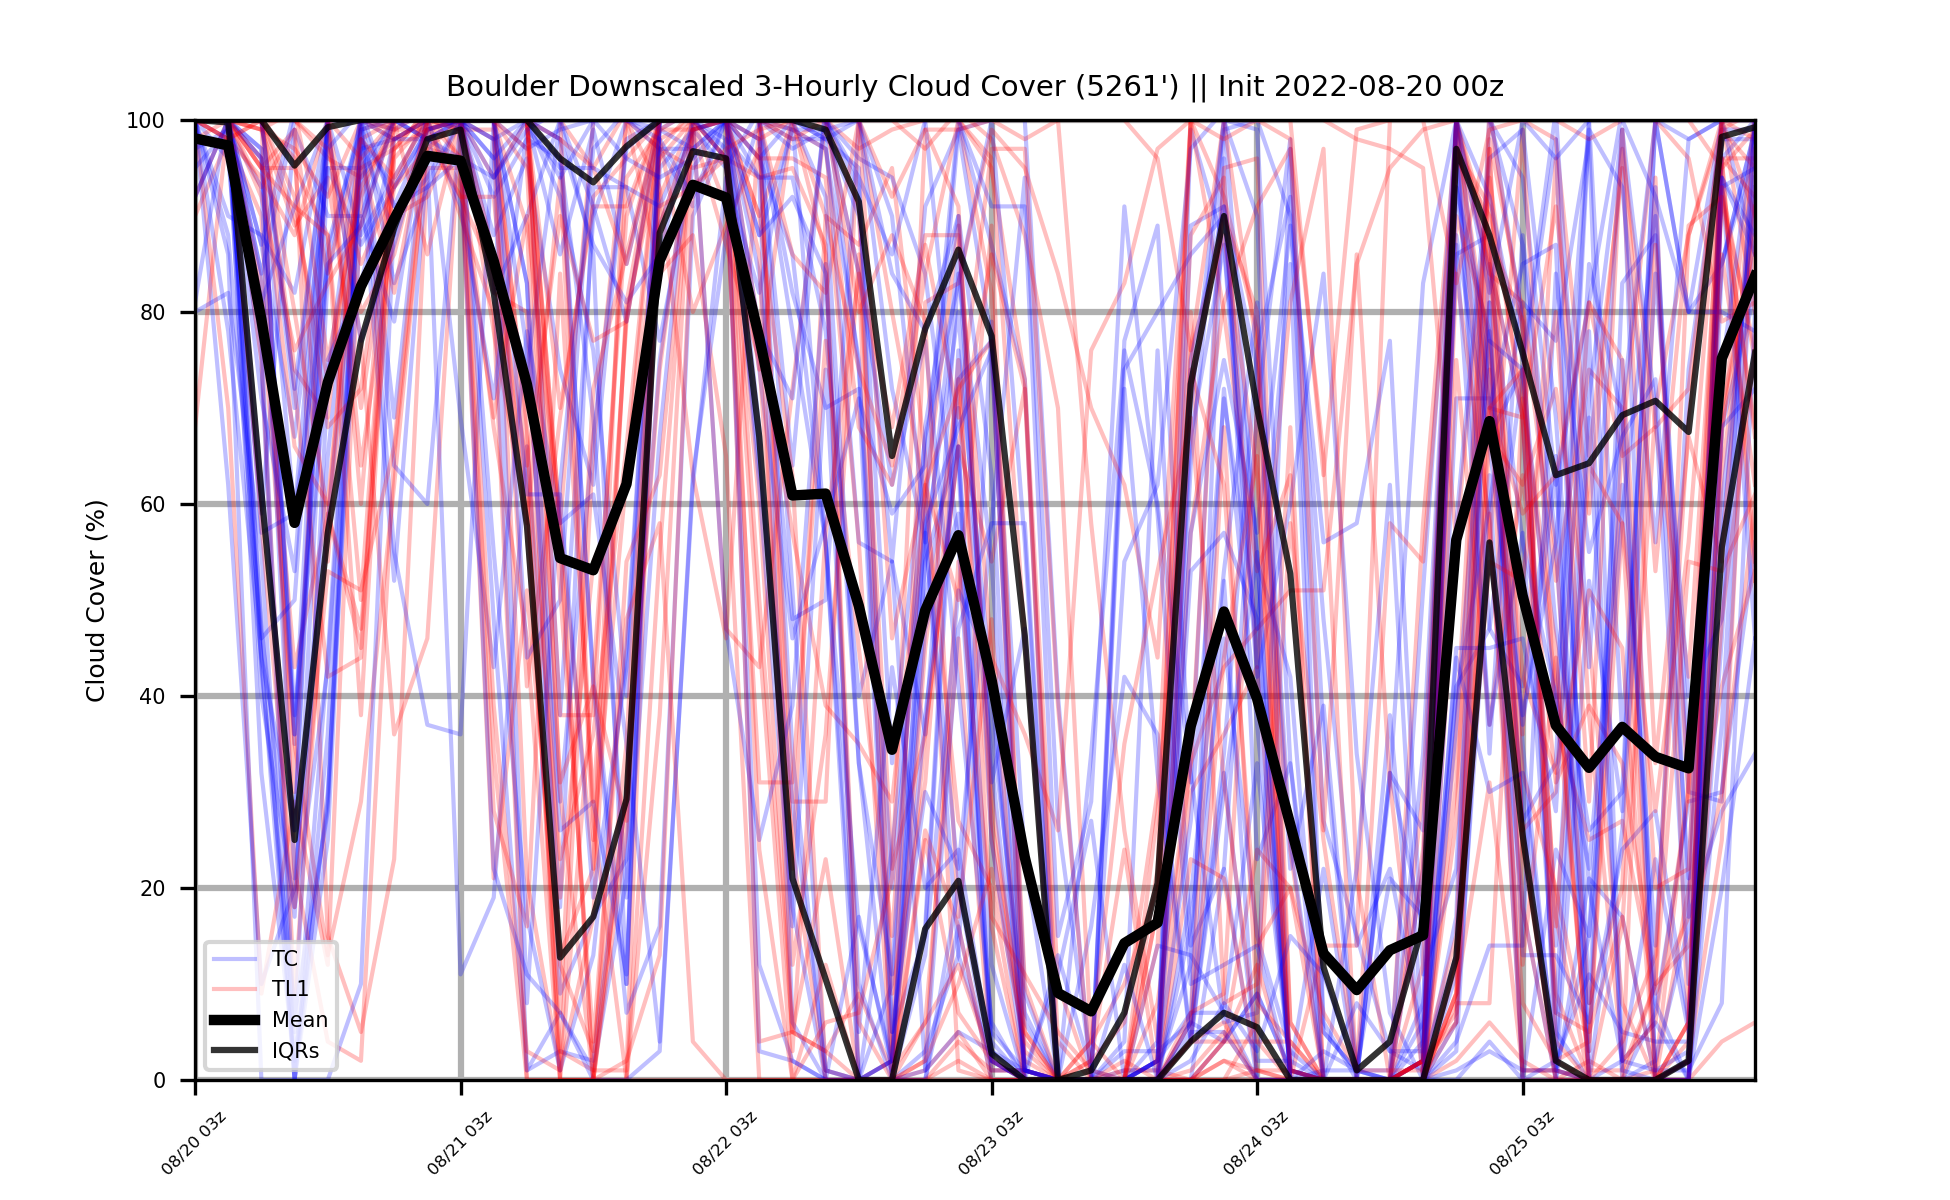 Boulder Downscaled 3-Hourly Cloud Cover (5261') || Init 2022-08-20 00z
Cloud Cover (%)
100
80
60
40
20
0
TC
TL1
Mean
IQRs
08/20 03z
08/21 03z
08/22 03z
08/23 03z
08/24 03z
08/25 03z